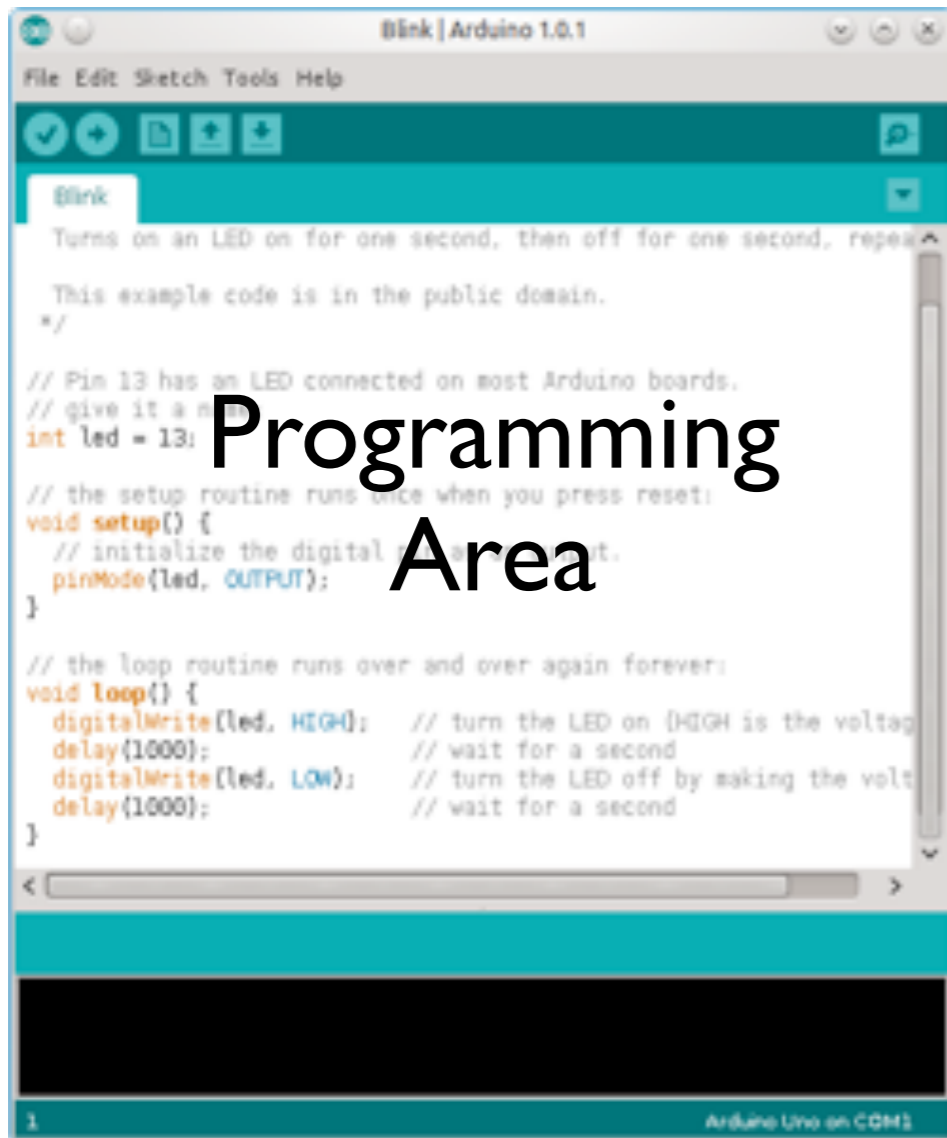 Blink | Arduino 1.0.1
File Edit Sketch Tools Help
Blink
Turns on an LED on for one second, then off for one second, repea
This example code is in the public domain.
*/
// Pin 13 has an LED connected on most Arduino boards.
// give it a
int led = 13;
Programming
// the setup routine runs once when you press reset:
void setup() {
// initialize the digital
Area
pinMode(led, OUTPUT);
}
// the loop routine runs over and over again forever:
void loop() {
digitalWrite(led, HIGH); // turn the LED on (HIGH is the voltag
delay(1000); // wait for a second
digitalWrite(led, LOW); // turn the LED off by making the volt
delay(1000); // wait for a second
}
1
Arduino Uno on COM1